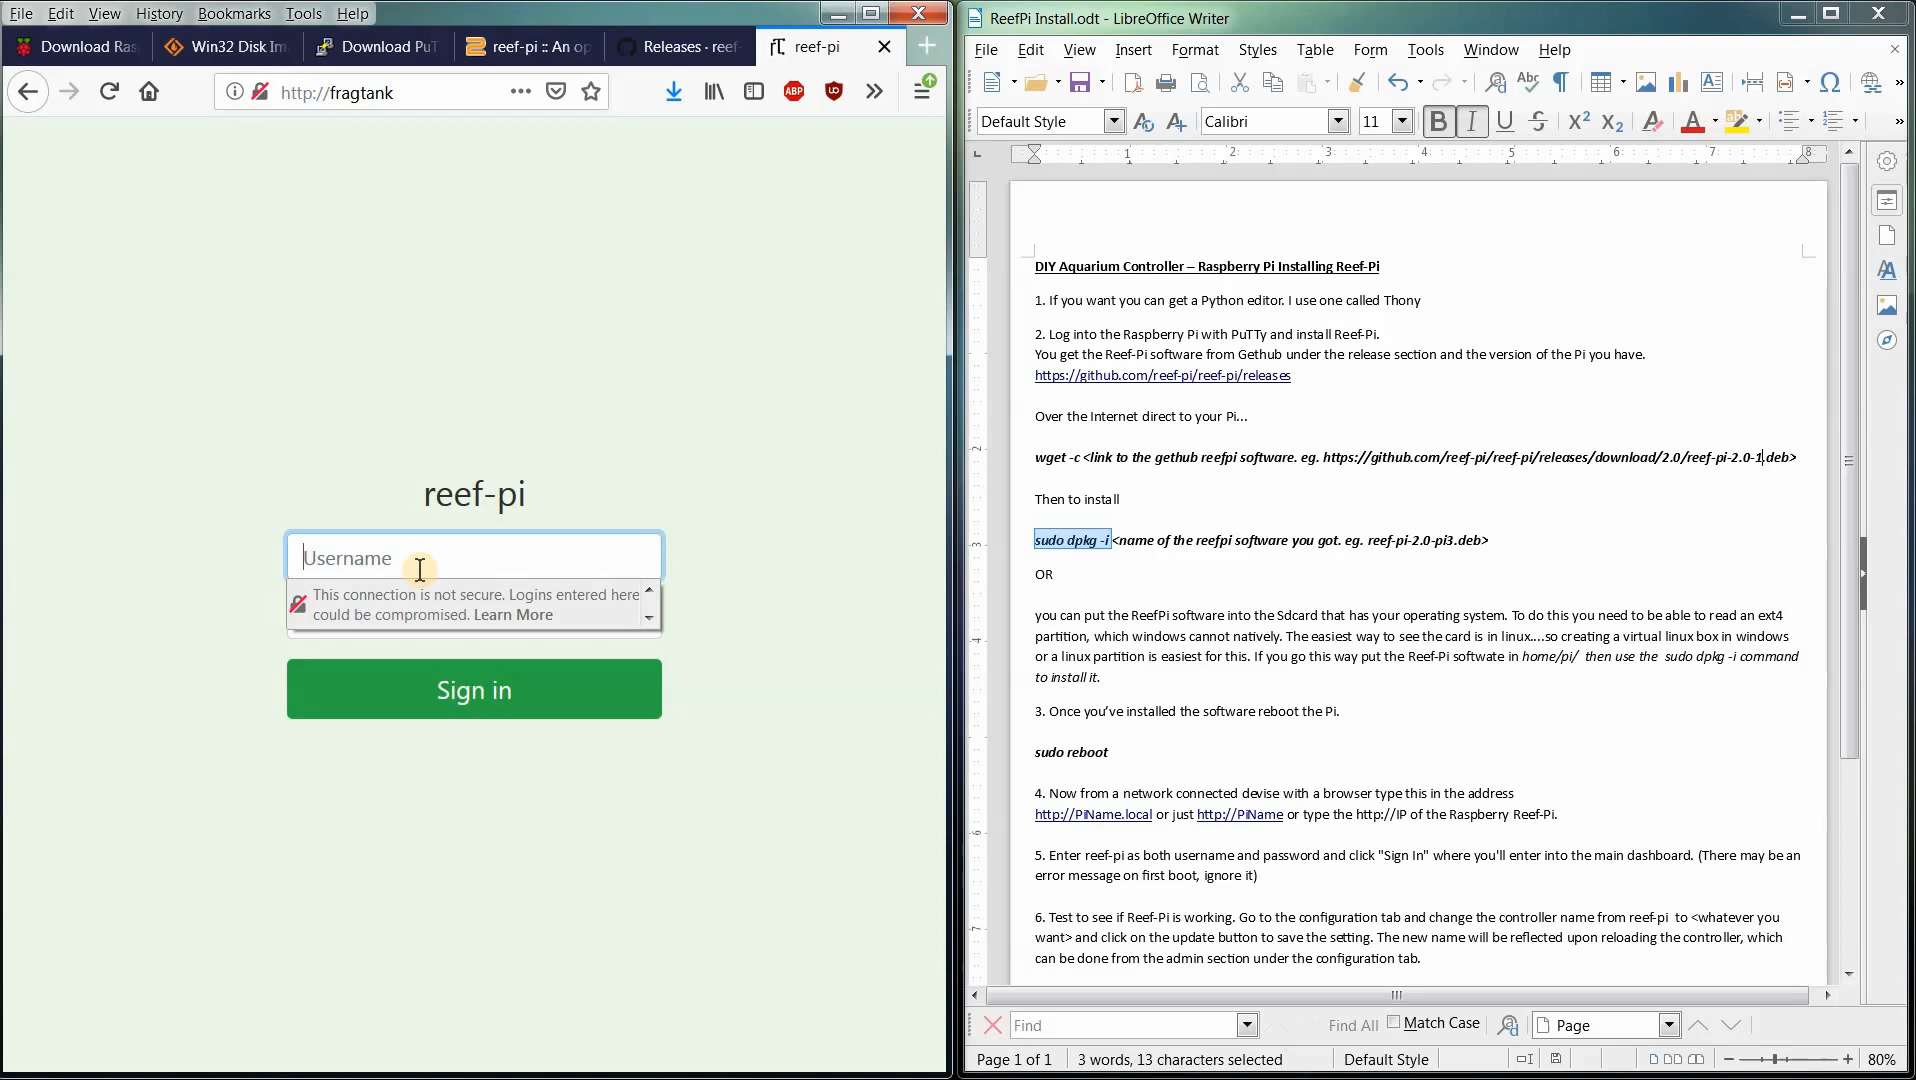 File Edit View History Bookmarks Tools Help
Download Ras
Win32 Disk Im
Download PuT
reef-pi :: An op
Releases · reef-
reef-pi
http://fragtank
reef-pi
Username
This connection is not secure. Logins entered here
could be compromised. Learn More
Sign in
ReefPi Install.odt - LibreOffice Writer
File Edit View Insert Format Styles Table Form Tools Window Help
Default Style
Calibri
11
1 2 3 4 5 6 7 8
DIY Aquarium Controller – Raspberry Pi Installing Reef-Pi
1. If you want you can get a Python editor. I use one called Thony
2. Log into the Raspberry Pi with PuTTy and install Reef-Pi.
You get the Reef-Pi software from Gethub under the release section and the version of the Pi you have.
https://github.com/reef-pi/reef-pi/releases
Over the Internet direct to your Pi...
wget -c <link to the gethub reefpi software. eg. https://github.com/reef-pi/reef-pi/releases/download/2.0/reef-pi-2.0-1.deb>
Then to install
sudo dpkg -i <name of the reefpi software you got. eg. reef-pi-2.0-pi3.deb>
OR
you can put the ReefPi software into the Sdcard that has your operating system. To do this you need to be able to read an ext4
partition, which windows cannot natively. The easiest way to see the card is in linux....so creating a virtual linux box in windows
or a linux partition is easiest for this. If you go this way put the Reef-Pi softwate in home/pi/ then use the sudo dpkg -i command
to install it.
3. Once you've installed the software reboot the Pi.
sudo reboot
4. Now from a network connected devise with a browser type this in the address
http://PiName.local or just http://PiName or type the http://IP of the Raspberry Reef-Pi.
5. Enter reef-pi as both username and password and click "Sign In" where you'll enter into the main dashboard. (There may be an
error message on first boot, ignore it)
6. Test to see if Reef-Pi is working. Go to the configuration tab and change the controller name from reef-pi to <whatever you
want> and click on the update button to save the setting. The new name will be reflected upon reloading the controller, which
can be done from the admin section under the configuration tab.
Find
Find All
Match Case
Page
Page 1 of 1
3 words, 13 characters selected
Default Style
80%